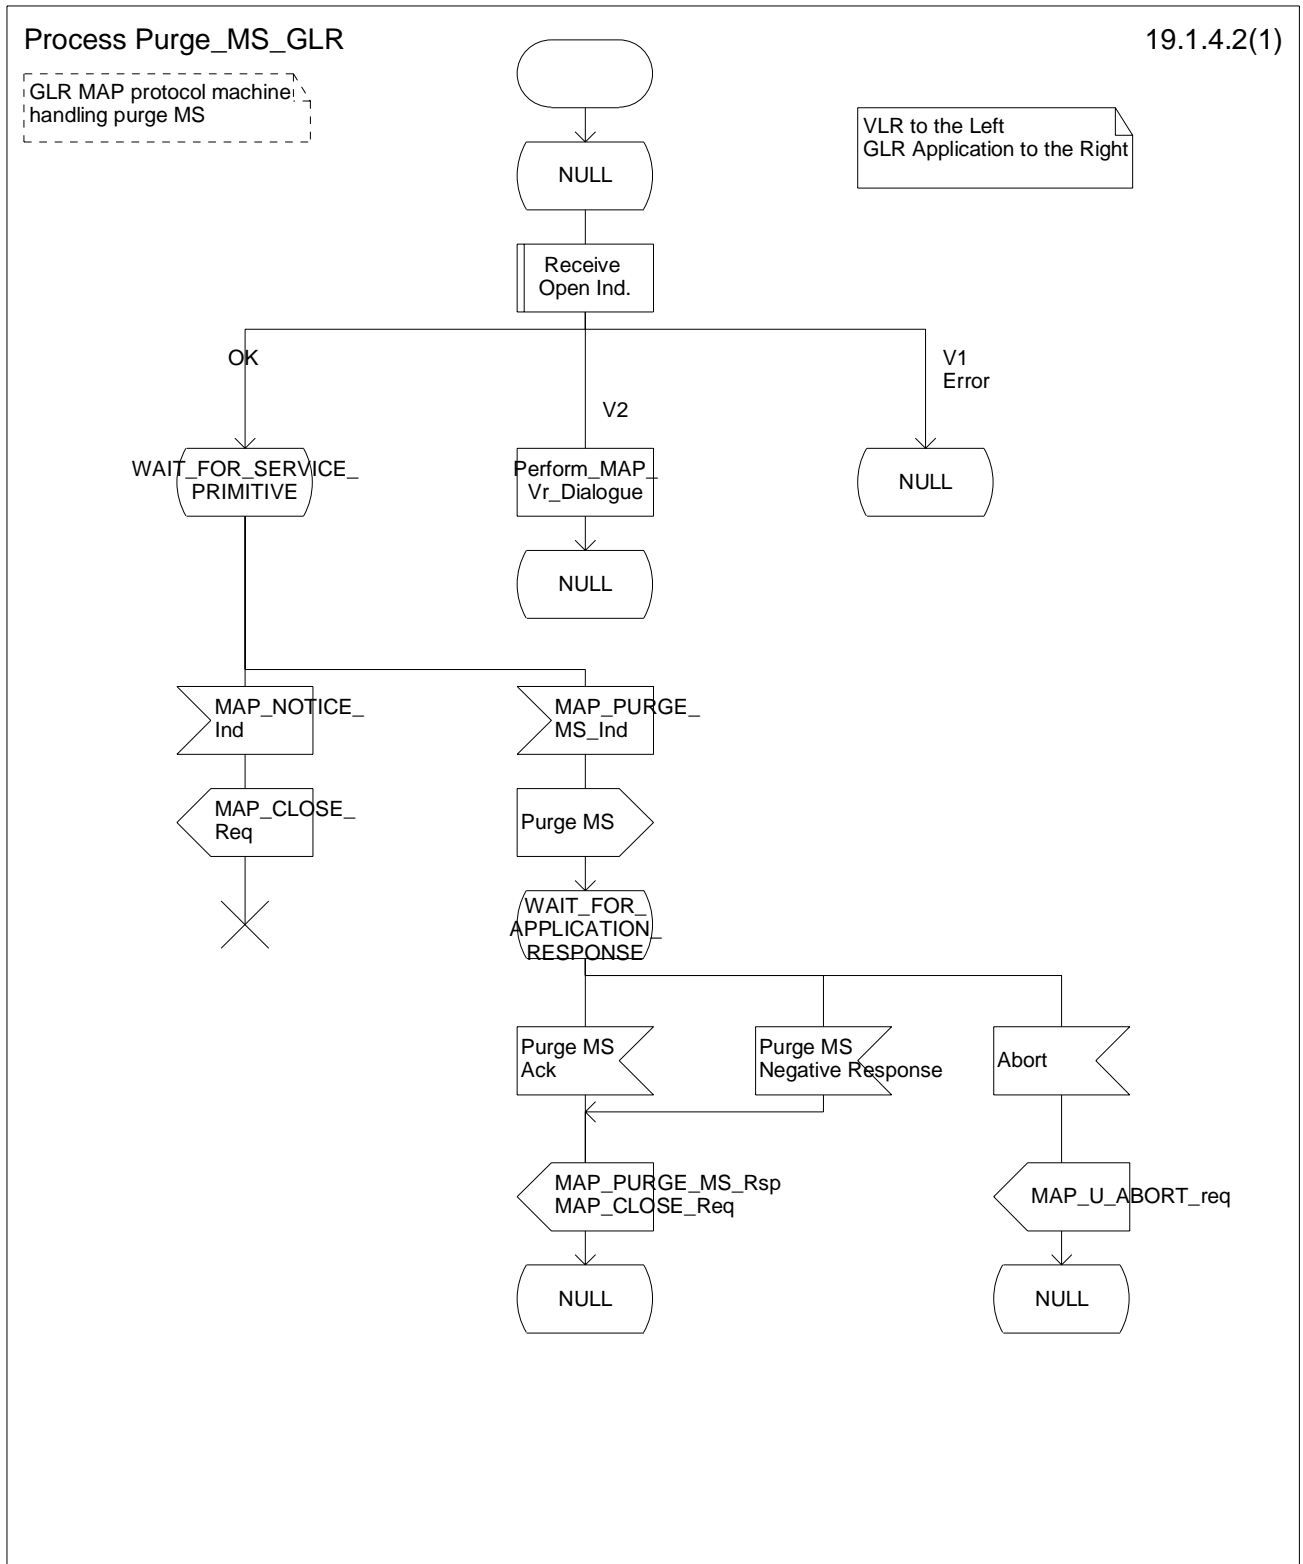 Process Purge_MS_GLR
19.1.4.2(1)
GLR MAP protocol machine
handling purge MS
VLR to the Left
GLR Application to the Right
NULL
Receive
Open Ind.
OK
V2
V1
Error
WAIT_FOR_SERVICE_
PRIMITIVE
Perform_MAP_
Vr_Dialogue
NULL
NULL
MAP_NOTICE_
Ind
MAP_PURGE_
MS_Ind
MAP_CLOSE_
Req
Purge MS
WAIT_FOR_
APPLICATION_
RESPONSE
Purge MS
Ack
Purge MS
Negative Response
Abort
MAP_PURGE_MS_Rsp
MAP_CLOSE_Req
MAP_U_ABORT_req
NULL
NULL